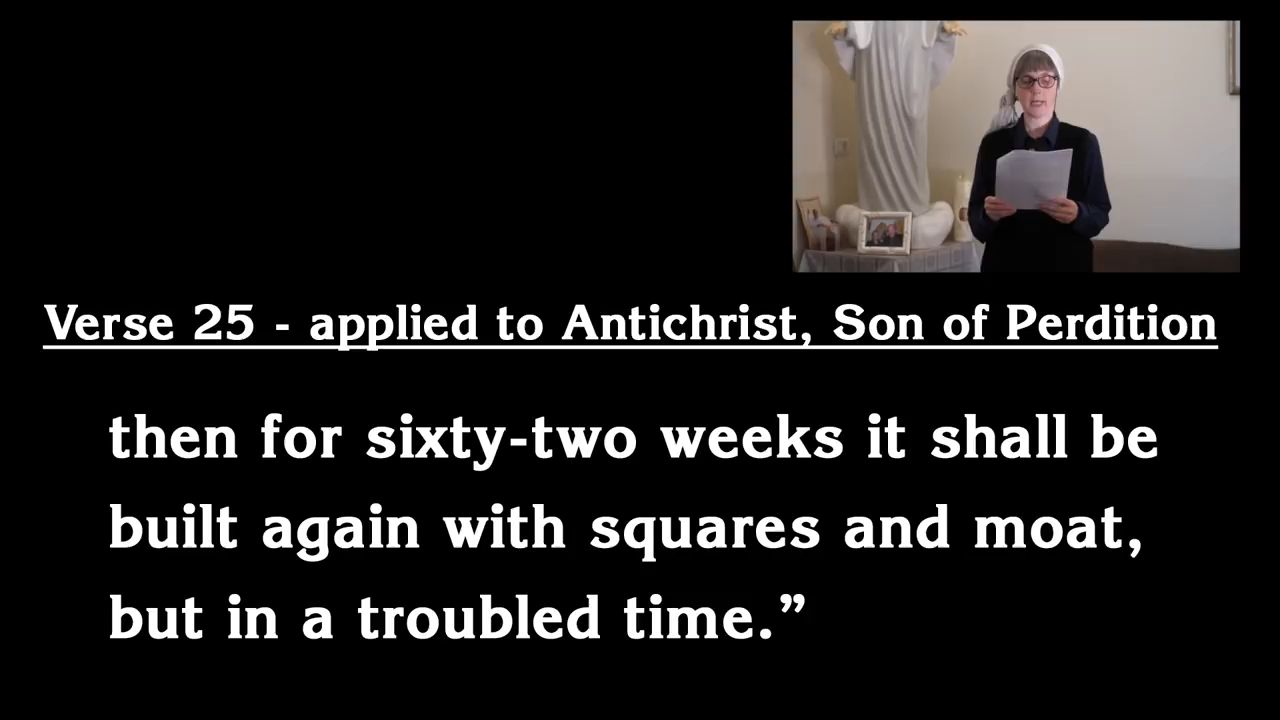 Verse 25 - applied to Antichrist, Son of Perdition
then for sixty-two weeks it shall be
built again with squares and moat,
but in a troubled time.”